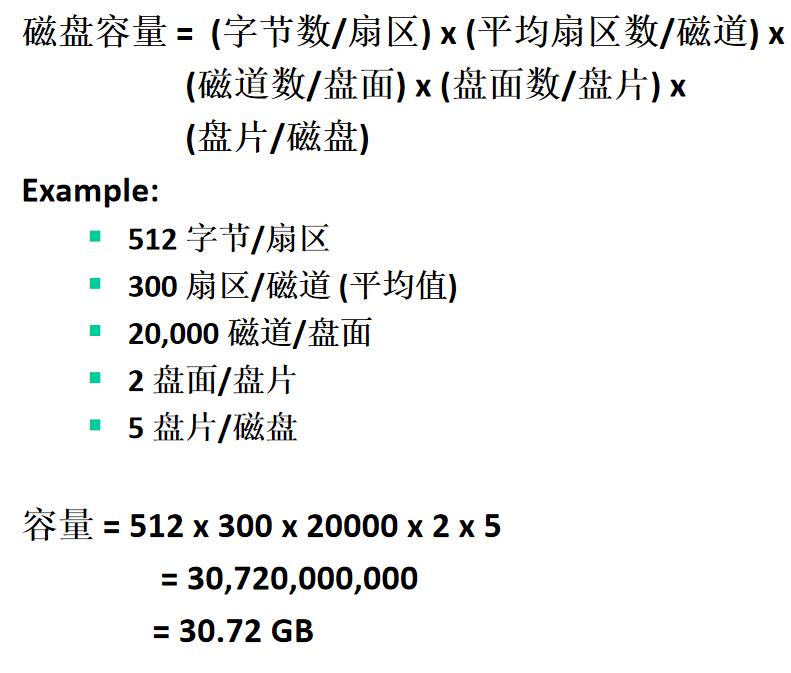 磁盘容量 = (字节数/扇区) x (平均扇区数/磁道) x
(磁道数/盘面) x (盘面数/盘片) x
(盘片/磁盘)
Example:
▪ 512 字节/扇区
▪ 300 扇区/磁道 (平均值)
▪ 20,000 磁道/盘面
▪ 2 盘面/盘片
▪ 5 盘片/磁盘
容量 = 512 x 300 x 20000 x 2 x 5
= 30,720,000,000
= 30.72 GB